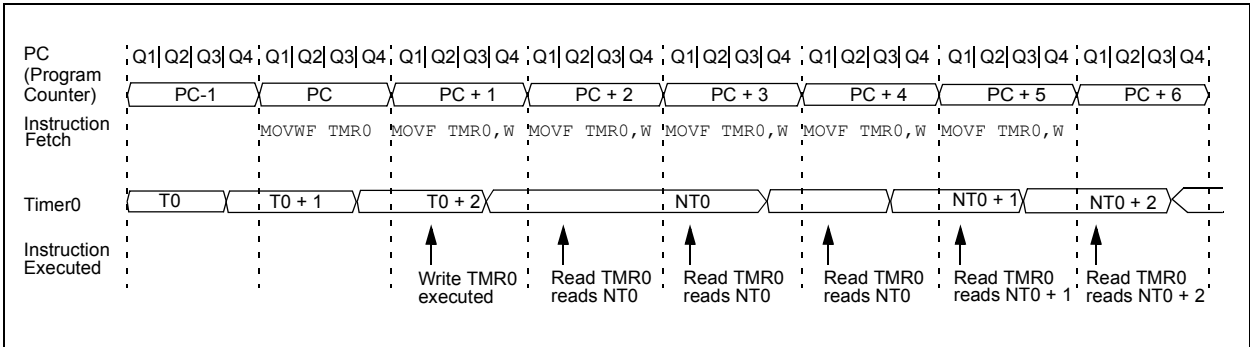 PC (Program Counter)
Q1 Q2 Q3 Q4 Q1 Q2 Q3 Q4 Q1 Q2 Q3 Q4 Q1 Q2 Q3 Q4 Q1 Q2 Q3 Q4 Q1 Q2 Q3 Q4 Q1 Q2 Q3 Q4 Q1 Q2 Q3 Q4
PC-1 PC PC + 1 PC + 2 PC + 3 PC + 4 PC + 5 PC + 6
Instruction Fetch
MOVWF TMR0 MOVF TMR0,W MOVF TMR0,W MOVF TMR0,W MOVF TMR0,W MOVF TMR0,W
Timer0 T0 T0 + 1 T0 + 2 NT0 NT0 + 1 NT0 + 2
Instruction Executed
Write TMR0 Read TMR0 Read TMR0 Read TMR0 Read TMR0 Read TMR0
executed reads NT0 reads NT0 reads NT0 reads NT0 + 1 reads NT0 + 2